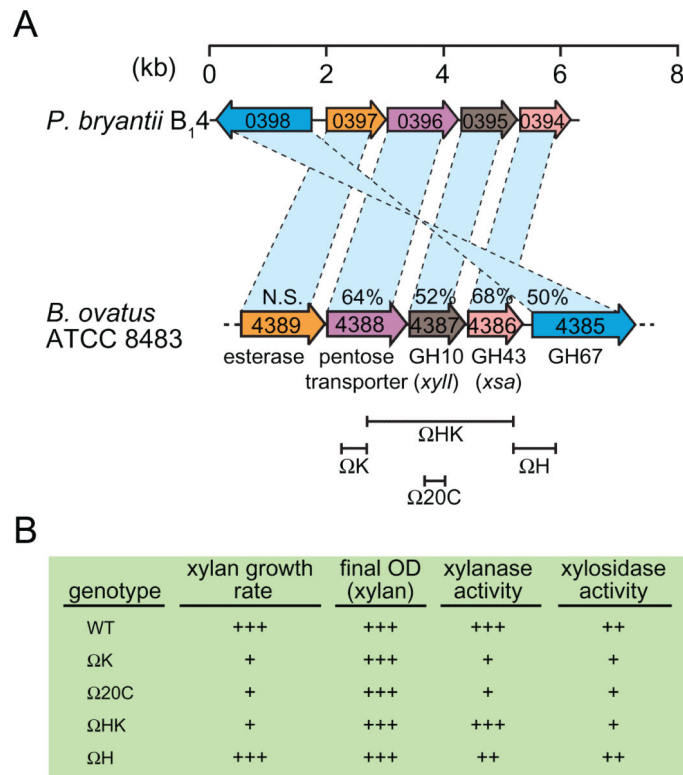 A
(kb) 0 2 4 6 8
P. bryantii B₁4 0398 0397 0396 0395 0394
N.S. 64% 52% 68% 50%
B. ovatus
ATCC 8483
4389 4388 4387 4386 4385
esterase pentose GH10 GH43 GH67
transporter (xylI) (xsa)
ΩHK
ΩK ΩH
Ω20C
B
xylan growth final OD xylanase xylosidase
genotype rate (xylan) activity activity
WT +++ +++ +++ ++
ΩK + +++ + +
Ω20C + +++ + +
ΩHK + +++ +++ +
ΩH +++ +++ ++ ++